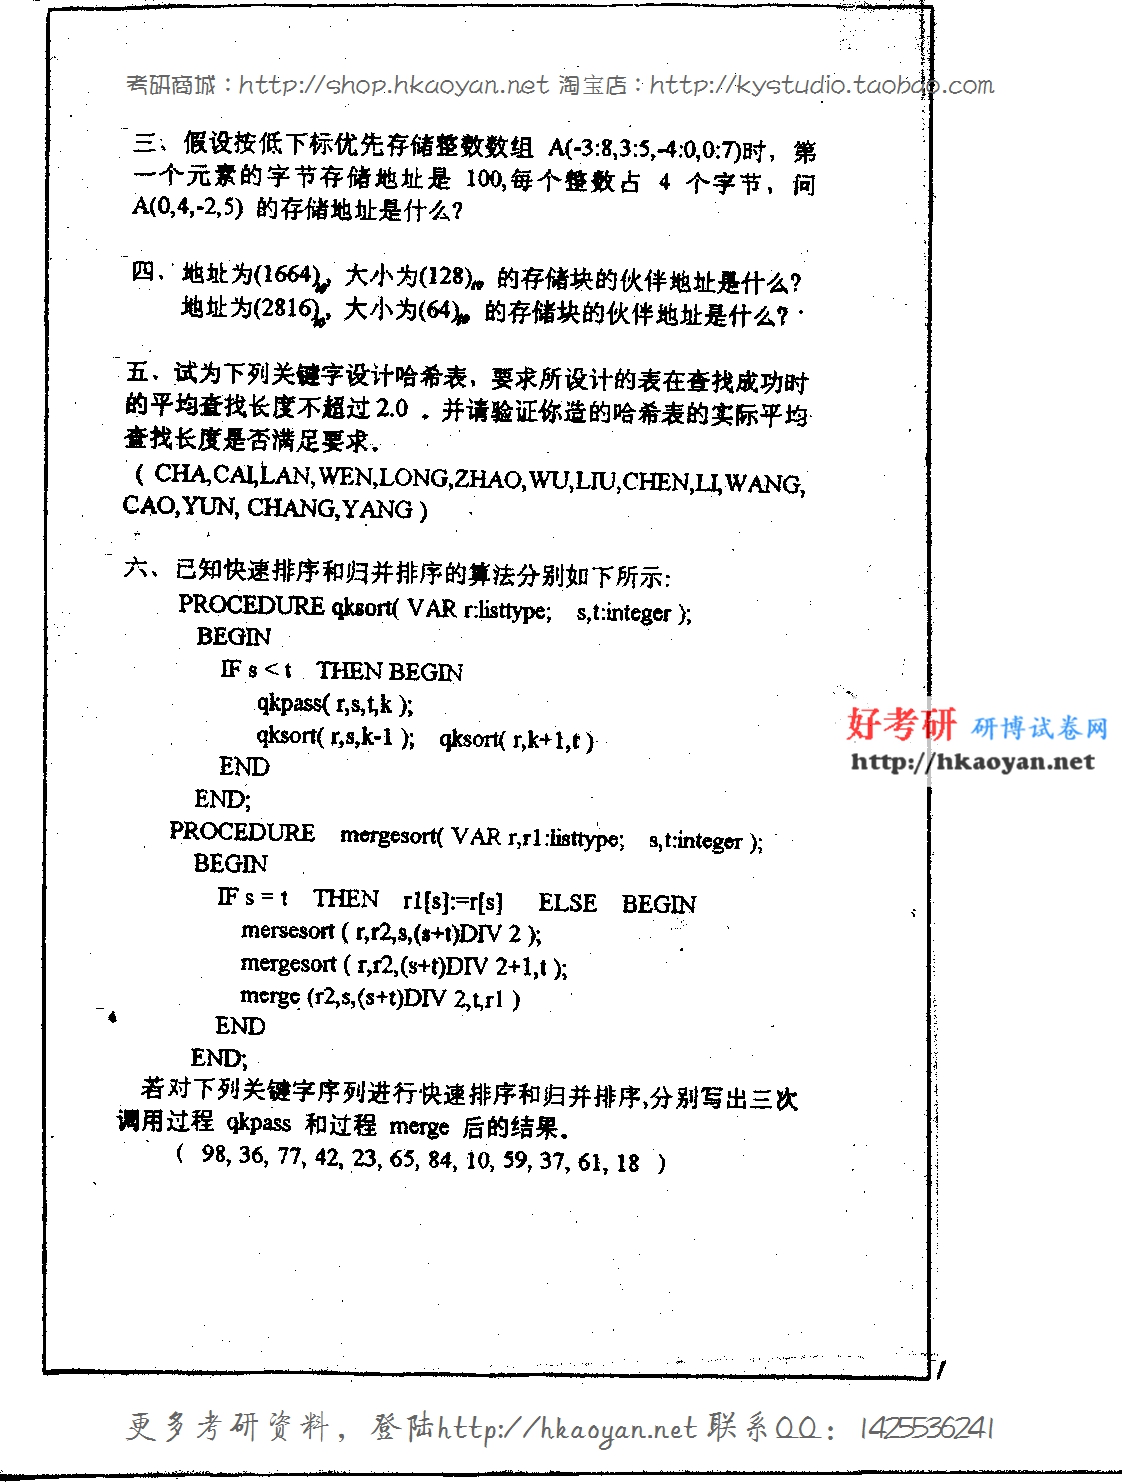 考研商城：http://shop.hkaoyan.net 淘宝店：http://kystudio.taobao.com
三、假设按低下标优先存储整数数组 A(-3:8,3:5,-4:0,0:7)时，第
一个元素的字节存储地址是 100,每个整数占 4 个字节，问
A(0,4,-2,5) 的存储地址是什么?
四、地址为(1664)₁₀，大小为(128)₁₀ 的存储块的伙伴地址是什么?
地址为(2816)₁₀，大小为(64)₁₀ 的存储块的伙伴地址是什么?
五、试为下列关键字设计哈希表，要求所设计的表在查找成功时
的平均查找长度不超过2.0 。并请验证你造的哈希表的实际平均
查找长度是否满足要求。
( CHA,CAI,LAN,WEN,LONG,ZHAO,WU,LIU,CHEN,LI,WANG,
CAO,YUN, CHANG,YANG )
六、已知快速排序和归并排序的算法分别如下所示:
PROCEDURE qksort( VAR r:listtype; s,t:integer );
BEGIN
IF s < t THEN BEGIN
qkpass( r,s,t,k );
qksort( r,s,k-1 ); qksort( r,k+1,t )
END
END;
PROCEDURE mergesort( VAR r,r1:listtype; s,t:integer );
BEGIN
IF s = t THEN r1[s]:=r[s] ELSE BEGIN
mersesort ( r,r2,s,(s+t)DIV 2 );
mergesort ( r,r2,(s+t)DIV 2+1,t );
merge (r2,s,(s+t)DIV 2,t,r1 )
END
END;
若对下列关键字序列进行快速排序和归并排序,分别写出三次
调用过程 qkpass 和过程 merge 后的结果。
( 98, 36, 77, 42, 23, 65, 84, 10, 59, 37, 61, 18 )
好考研 研博试卷网
http://hkaoyan.net
更多考研资料，登陆http://hkaoyan.net 联系QQ：1425536241